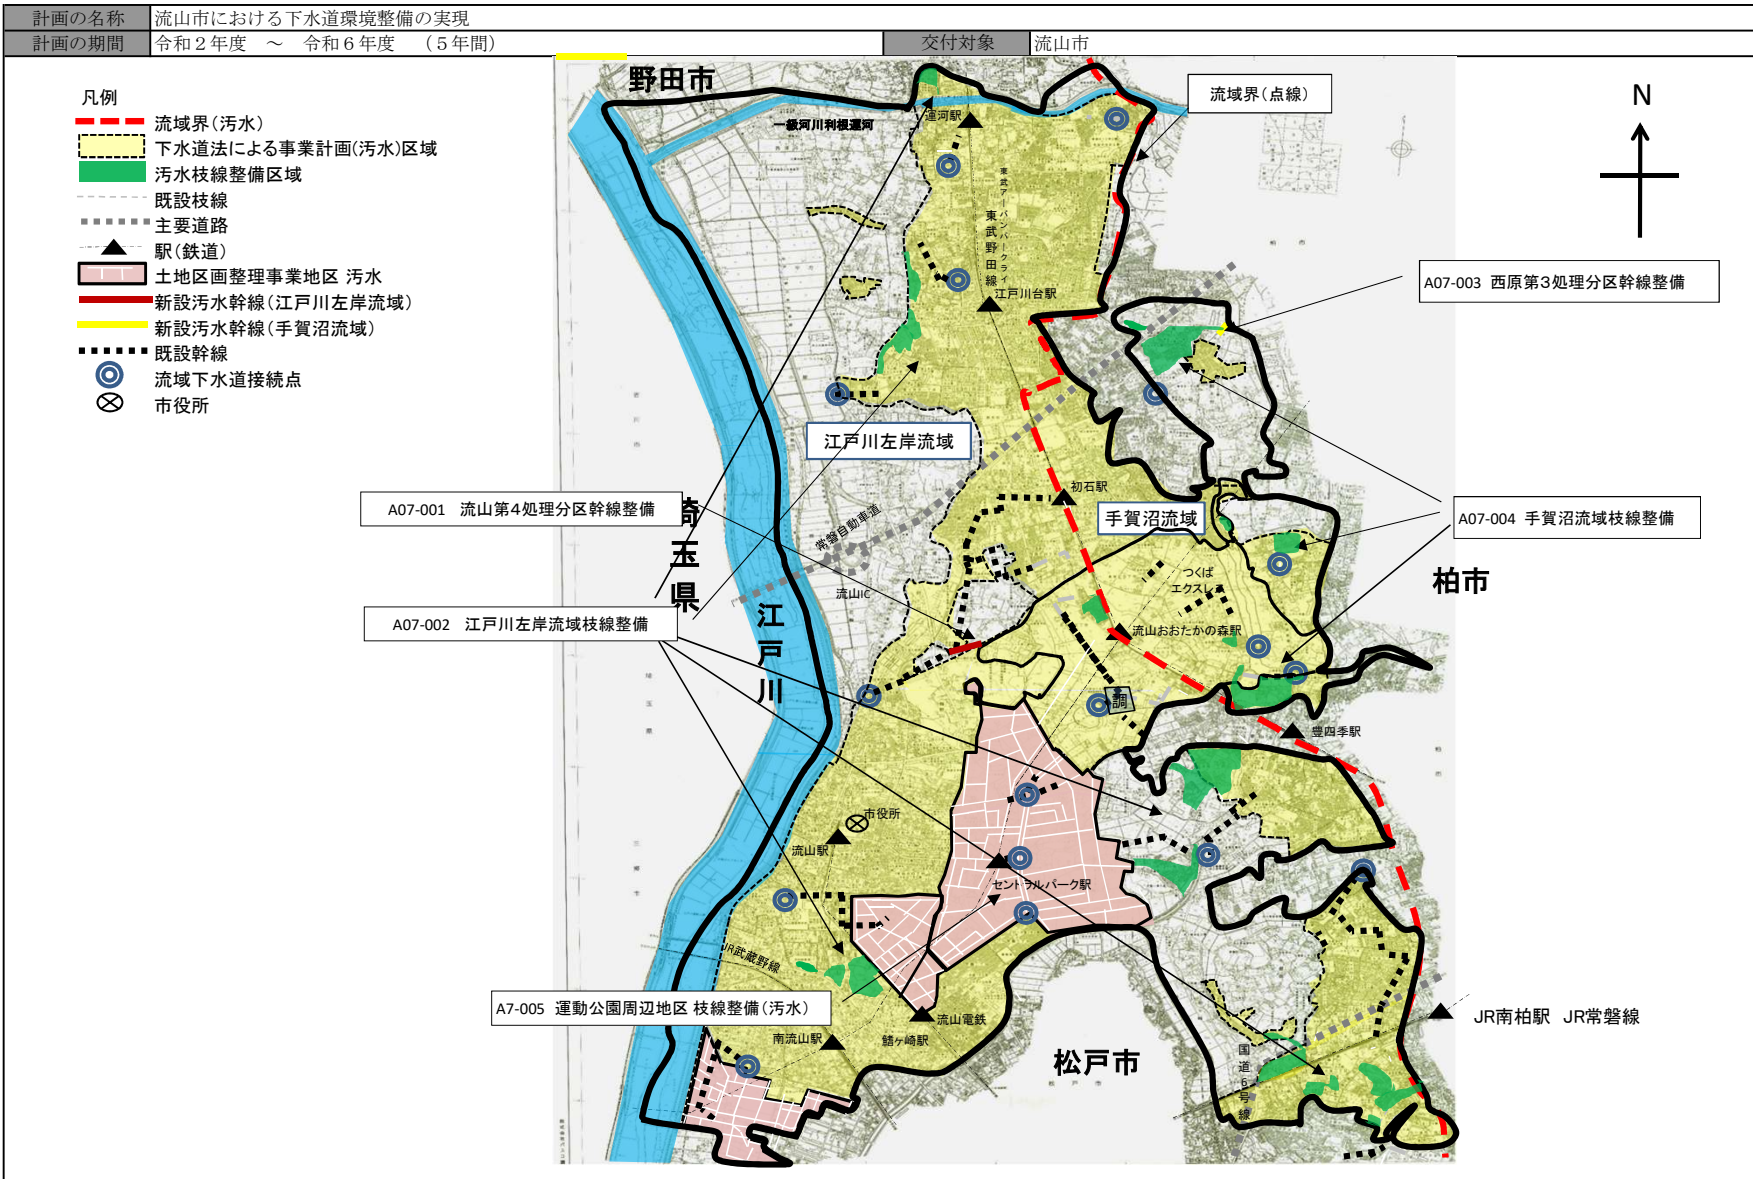 計画の名称 流山市における下水道環境整備の実現
計画の期間 令和２年度 ～ 令和６年度 （５年間） 交付対象 流山市
凡例
流域界（汚水）
下水道法による事業計画(汚水)区域
汚水枝線整備区域
既設枝線
主要道路
駅（鉄道）
土地区画整理事業地区 汚水
新設汚水幹線（江戸川左岸流域）
新設汚水幹線（手賀沼流域）
既設幹線
流域下水道接続点
市役所
野田市
一級河川利根運河
運河駅
流域界（点線）
N
東武アーバンパークライン
東武野田線
江戸川台駅
A07-003 西原第3処理分区幹線整備
江戸川左岸流域
初石駅
手賀沼流域
A07-001 流山第4処理分区幹線整備
A07-004 手賀沼流域枝線整備
埼玉県
常磐自動車道
流山IC
つくば
エクスレス
柏市
A07-002 江戸川左岸流域枝線整備
江戸川
流山おおたかの森駅
調
豊四季駅
市役所
流山駅
セントラルパーク駅
JR武蔵野線
A7-005 運動公園周辺地区 枝線整備（汚水）
流山電鉄
南流山駅
鰭ヶ崎駅
JR南柏駅 JR常磐線
松戸市
国道6号線